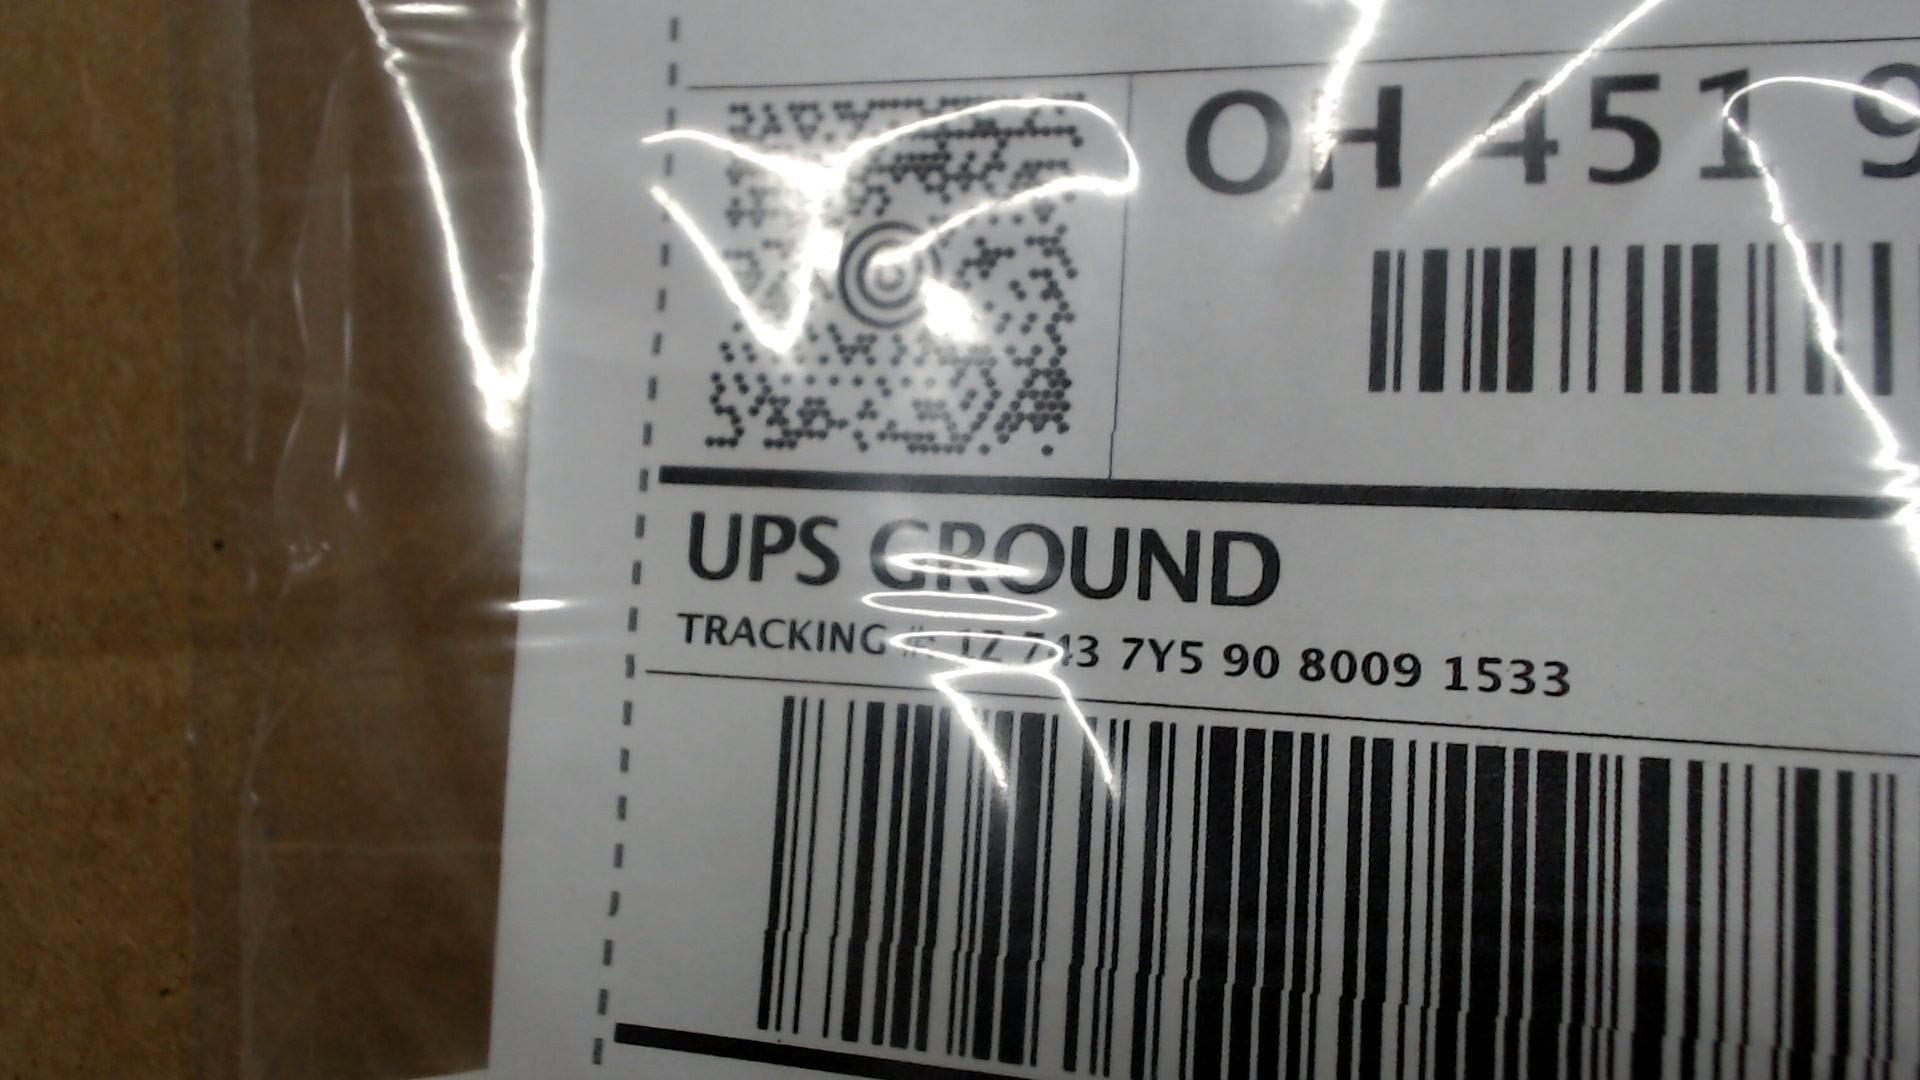 OH 451 9
UPS GROUND
TRACKING #: 1Z 743 7Y5 90 8009 1533